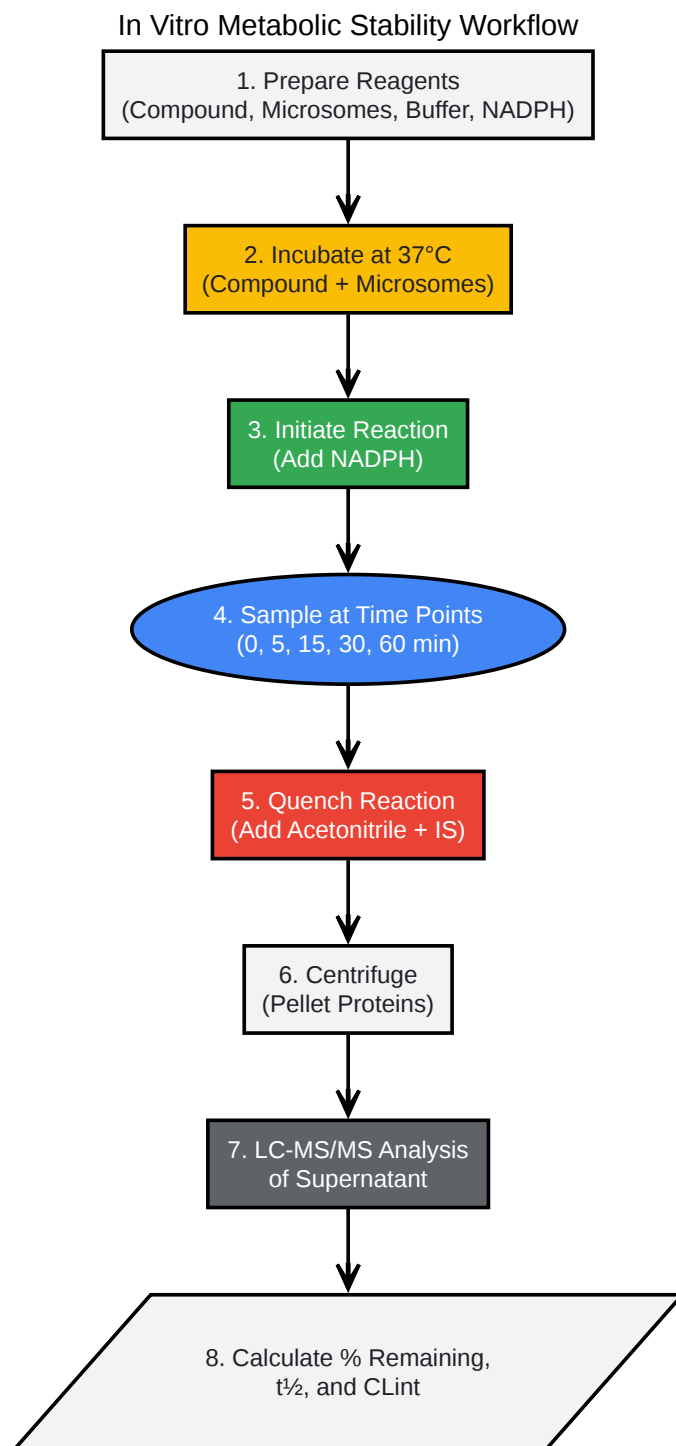 In Vitro Metabolic Stability Workflow
1. Prepare Reagents
(Compound, Microsomes, Buffer, NADPH)
2. Incubate at 37°C
(Compound + Microsomes)
3. Initiate Reaction
(Add NADPH)
4. Sample at Time Points
(0, 5, 15, 30, 60 min)
5. Quench Reaction
(Add Acetonitrile + IS)
6. Centrifuge
(Pellet Proteins)
7. LC-MS/MS Analysis
of Supernatant
8. Calculate % Remaining,
t½, and CLint